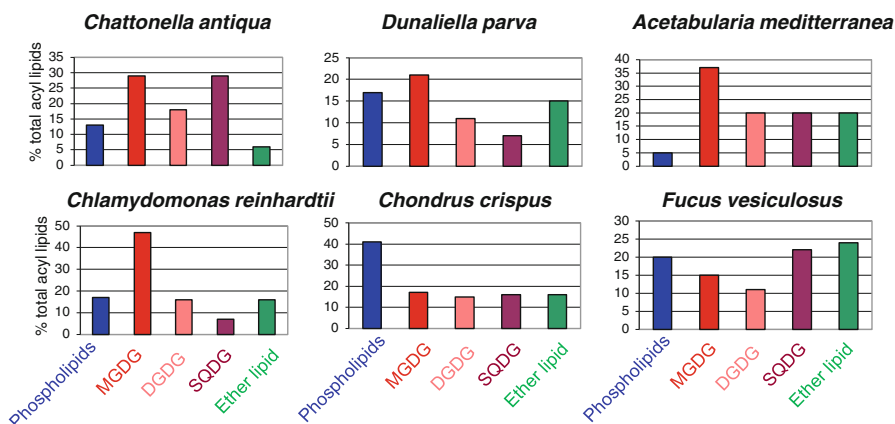 Chattonella antiqua
Dunaliella parva
Acetabularia meditterranea
% total acyl lipids
35
30
25
20
15
10
5
0
25
20
15
10
5
0
40
35
30
25
20
15
10
5
0
Chlamydomonas reinhardtii
Chondrus crispus
Fucus vesiculosus
% total acyl lipids
50
40
30
20
10
0
50
40
30
20
10
0
30
25
20
15
10
5
0
Phospholipids
MGDG
DGDG
SQDG
Ether lipid
Phospholipids
MGDG
DGDG
SQDG
Ether lipid
Phospholipids
MGDG
DGDG
SQDG
Ether lipid